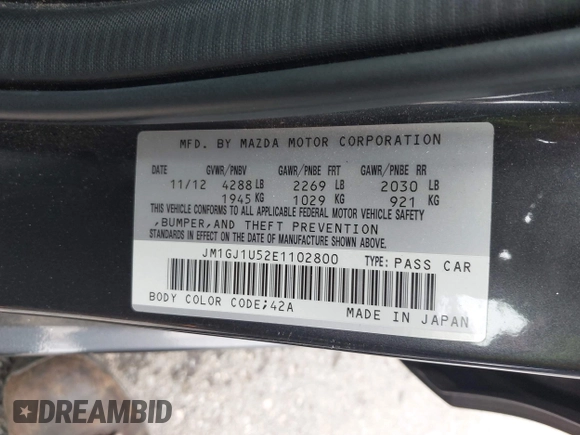 MFD. BY MAZDA MOTOR CORPORATION
DATE GVWR/PNBV GAWR/PNBE FRT GAWR/PNBE RR
11/12 4288 LB 2269 LB 2030 LB
1945 KG 1029 KG 921 KG
THIS VEHICLE CONFORMS TO ALL APPLICABLE FEDERAL MOTOR VEHICLE SAFETY
,BUMPER,AND THEFT PREVENTION
STANDARDS IN EFFECT ON THE DATE OF MANUFACTURE SHOWN ABOVE.
JM1GJ1U52E1102800 TYPE: PASS CAR
BODY COLOR CODE;42A MADE IN JAPAN
DREAMBID